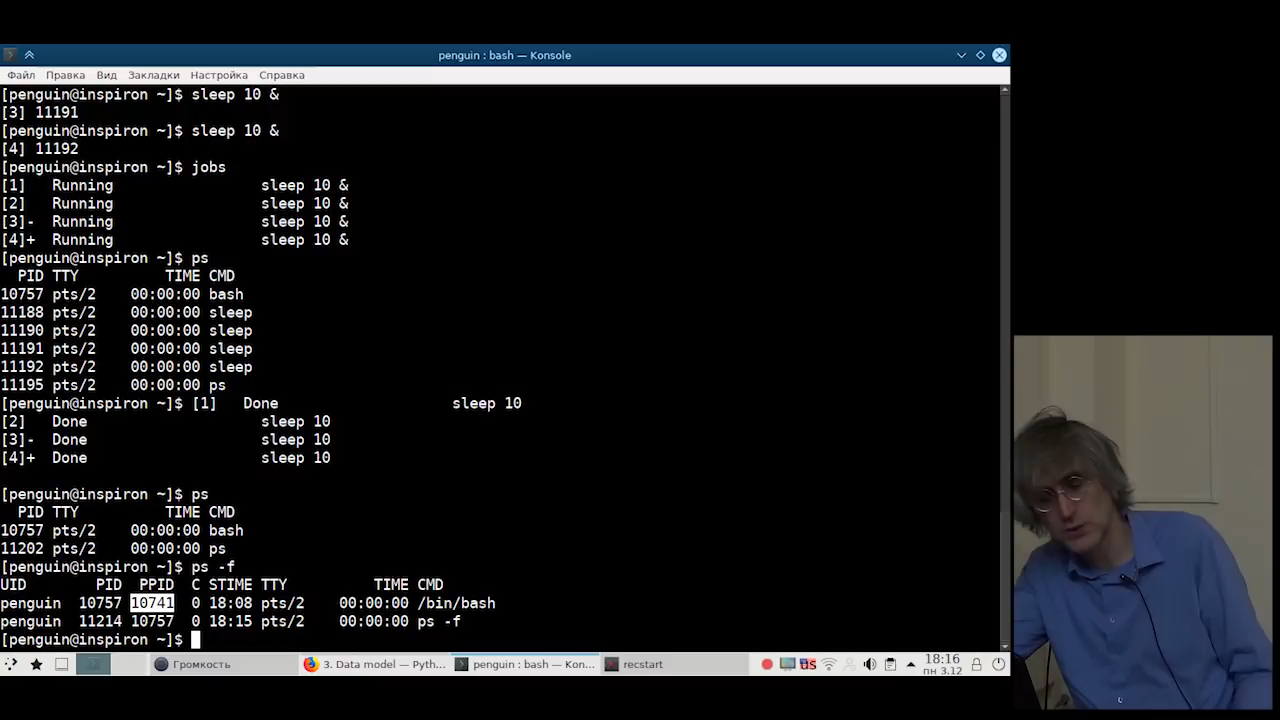 penguin : bash — Konsole
Файл Правка Вид Закладки Настройка Справка
[penguin@inspiron ~]$ sleep 10 &
[3] 11191
[penguin@inspiron ~]$ sleep 10 &
[4] 11192
[penguin@inspiron ~]$ jobs
[1]   Running                 sleep 10 &
[2]   Running                 sleep 10 &
[3]-  Running                 sleep 10 &
[4]+  Running                 sleep 10 &
[penguin@inspiron ~]$ ps
  PID TTY          TIME CMD
10757 pts/2    00:00:00 bash
11188 pts/2    00:00:00 sleep
11190 pts/2    00:00:00 sleep
11191 pts/2    00:00:00 sleep
11192 pts/2    00:00:00 sleep
11195 pts/2    00:00:00 ps
[penguin@inspiron ~]$ [1]   Done                    sleep 10
[2]   Done                    sleep 10
[3]-  Done                    sleep 10
[4]+  Done                    sleep 10
[penguin@inspiron ~]$ ps
  PID TTY          TIME CMD
10757 pts/2    00:00:00 bash
11202 pts/2    00:00:00 ps
[penguin@inspiron ~]$ ps -f
UID        PID  PPID  C STIME TTY          TIME CMD
penguin  10757 10741  0 18:08 pts/2    00:00:00 /bin/bash
penguin  11214 10757  0 18:15 pts/2    00:00:00 ps -f
[penguin@inspiron ~]$
Громкость 3. Data model — Pyth... penguin : bash — Kon... recstart US 18:16
пн 3.12